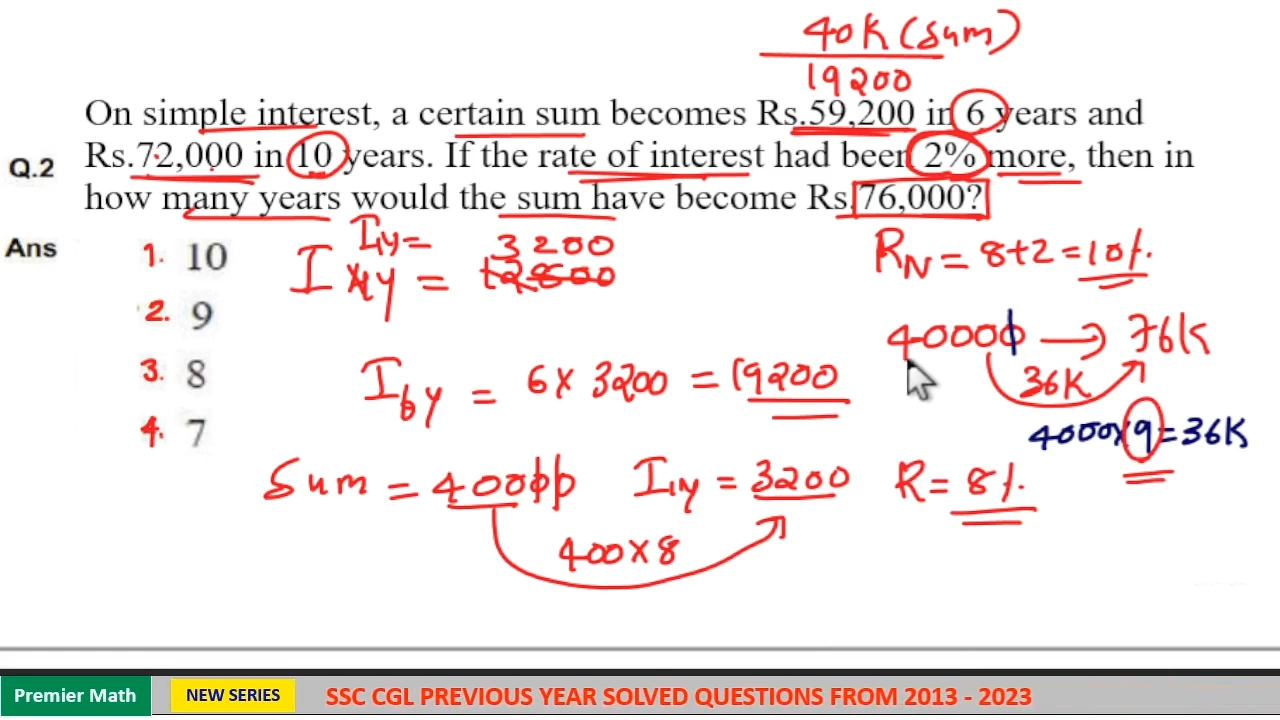 40K (Sum)
19200
On simple interest, a certain sum becomes Rs.59,200 in 6 years and
Q.2
Rs.72,000 in 10 years. If the rate of interest had been 2% more, then in
how many years would the sum have become Rs.76,000?
Ans
1. 10
2. 9
3. 8
4. 7
I1y = 3200
I 4y = 12800
I6y = 6 x 3200 = 19200
Sum = 40000 I1y = 3200 R = 8%
400 x 8
RN = 8+2 = 10%
40000 → 76K
36K
4000 x 9 = 36K
Premier Math
NEW SERIES
SSC CGL PREVIOUS YEAR SOLVED QUESTIONS FROM 2013 - 2023